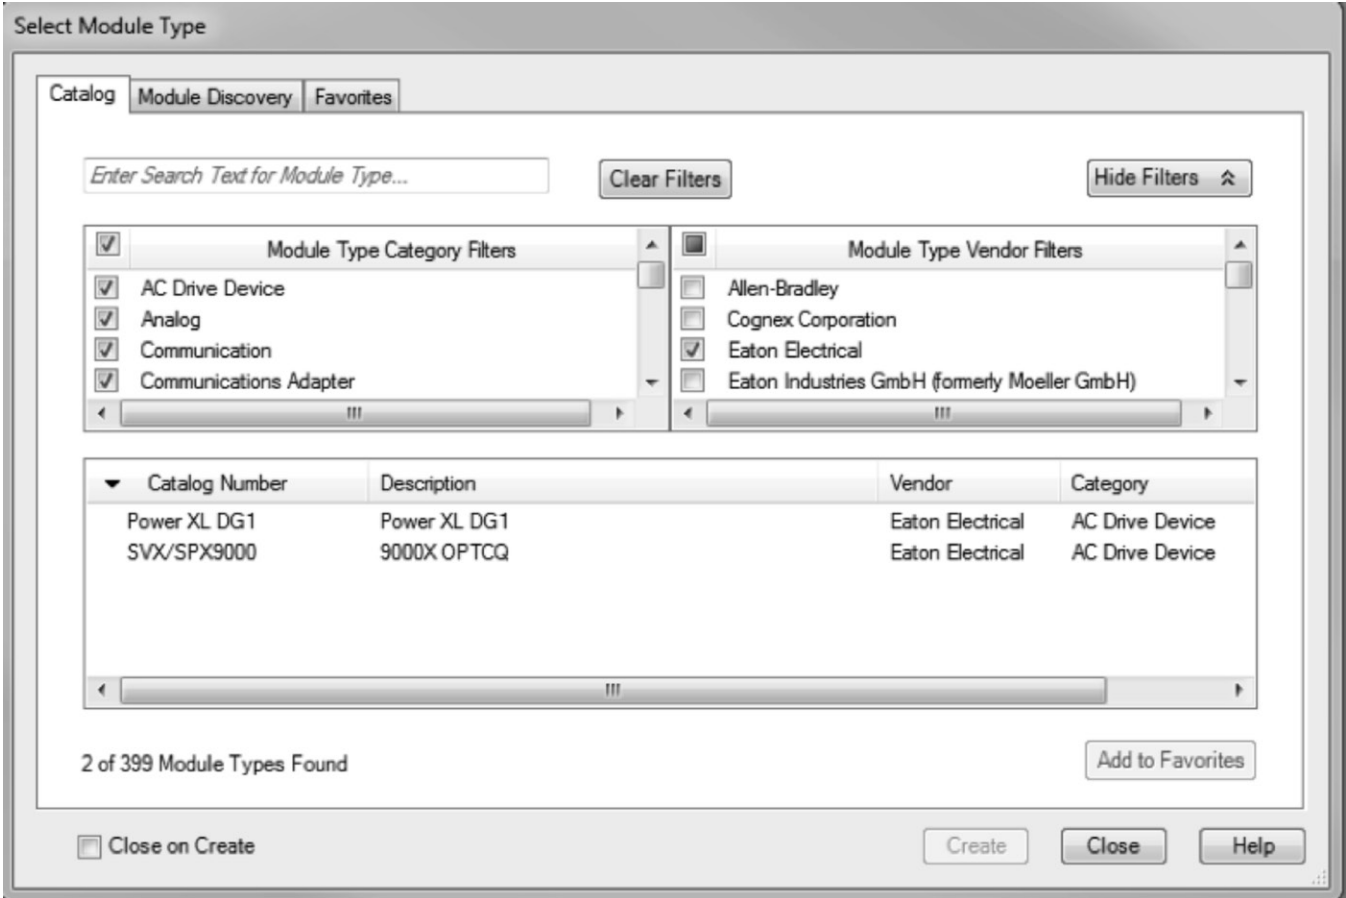 Select Module Type
Catalog Module Discovery Favorites
Enter Search Text for Module Type... Clear Filters Hide Filters
Module Type Category Filters Module Type Vendor Filters
AC Drive Device Allen-Bradley
Analog Cognex Corporation
Communication Eaton Electrical
Communications Adapter Eaton Industries GmbH (formerly Moeller GmbH)
Catalog Number Description Vendor Category
Power XL DG1 Power XL DG1 Eaton Electrical AC Drive Device
SVX/SPX9000 9000X OPTCQ Eaton Electrical AC Drive Device
2 of 399 Module Types Found Add to Favorites
Close on Create Create Close Help